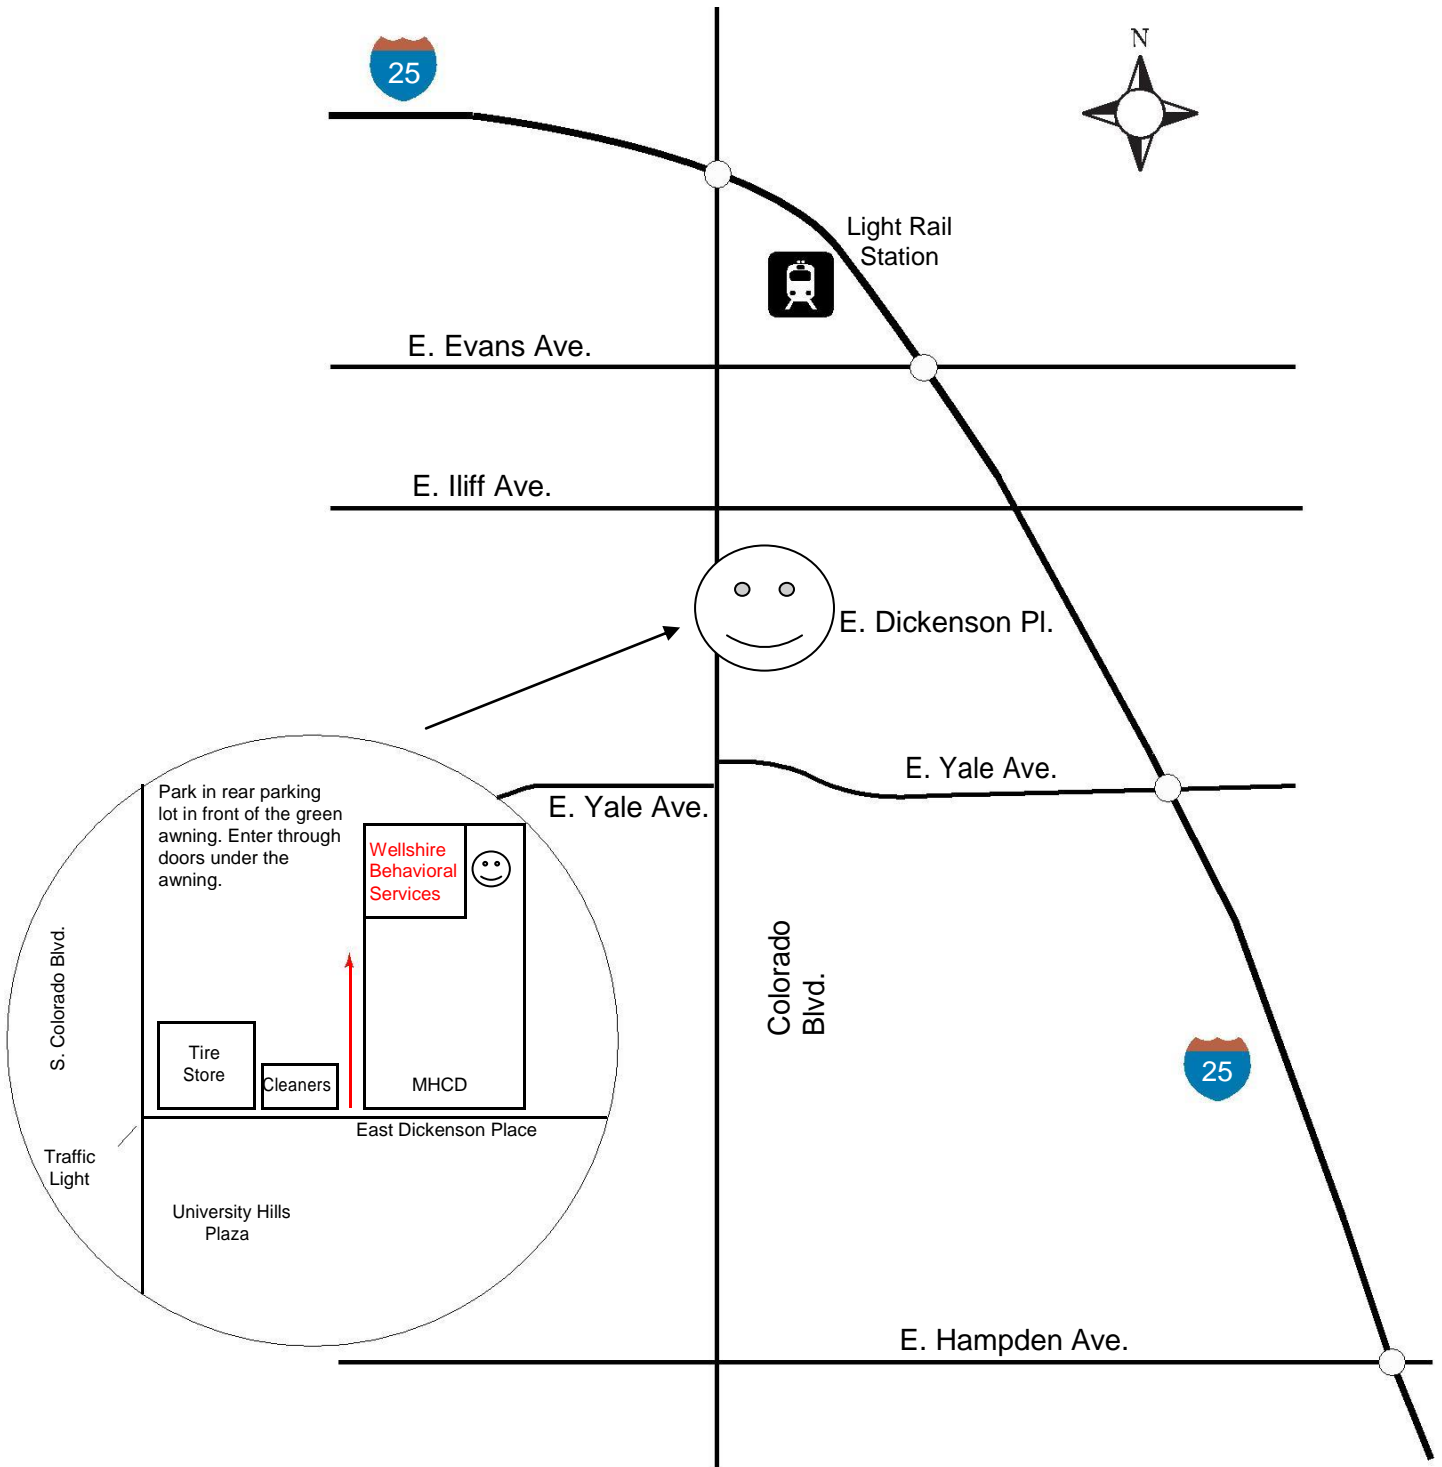 N
25
Light Rail
Station
E. Evans Ave.
E. Iliff Ave.
E. Dickenson Pl.
E. Yale Ave.
E. Yale Ave.
Park in rear parking
lot in front of the green
awning. Enter through
doors under the
awning.
Wellshire
Behavioral
Services
S. Colorado Blvd.
Colorado
Blvd.
Tire
Store
Cleaners
MHCD
25
East Dickenson Place
Traffic
Light
University Hills
Plaza
E. Hampden Ave.